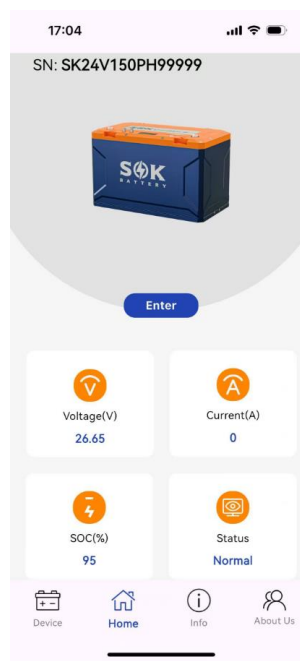 17:04
SN: SK24V150PH99999
SOK
BATTERY
Enter
Voltage(V)
26.65
Current(A)
0
SOC(%)
95
Status
Normal
Device
Home
Info
About Us